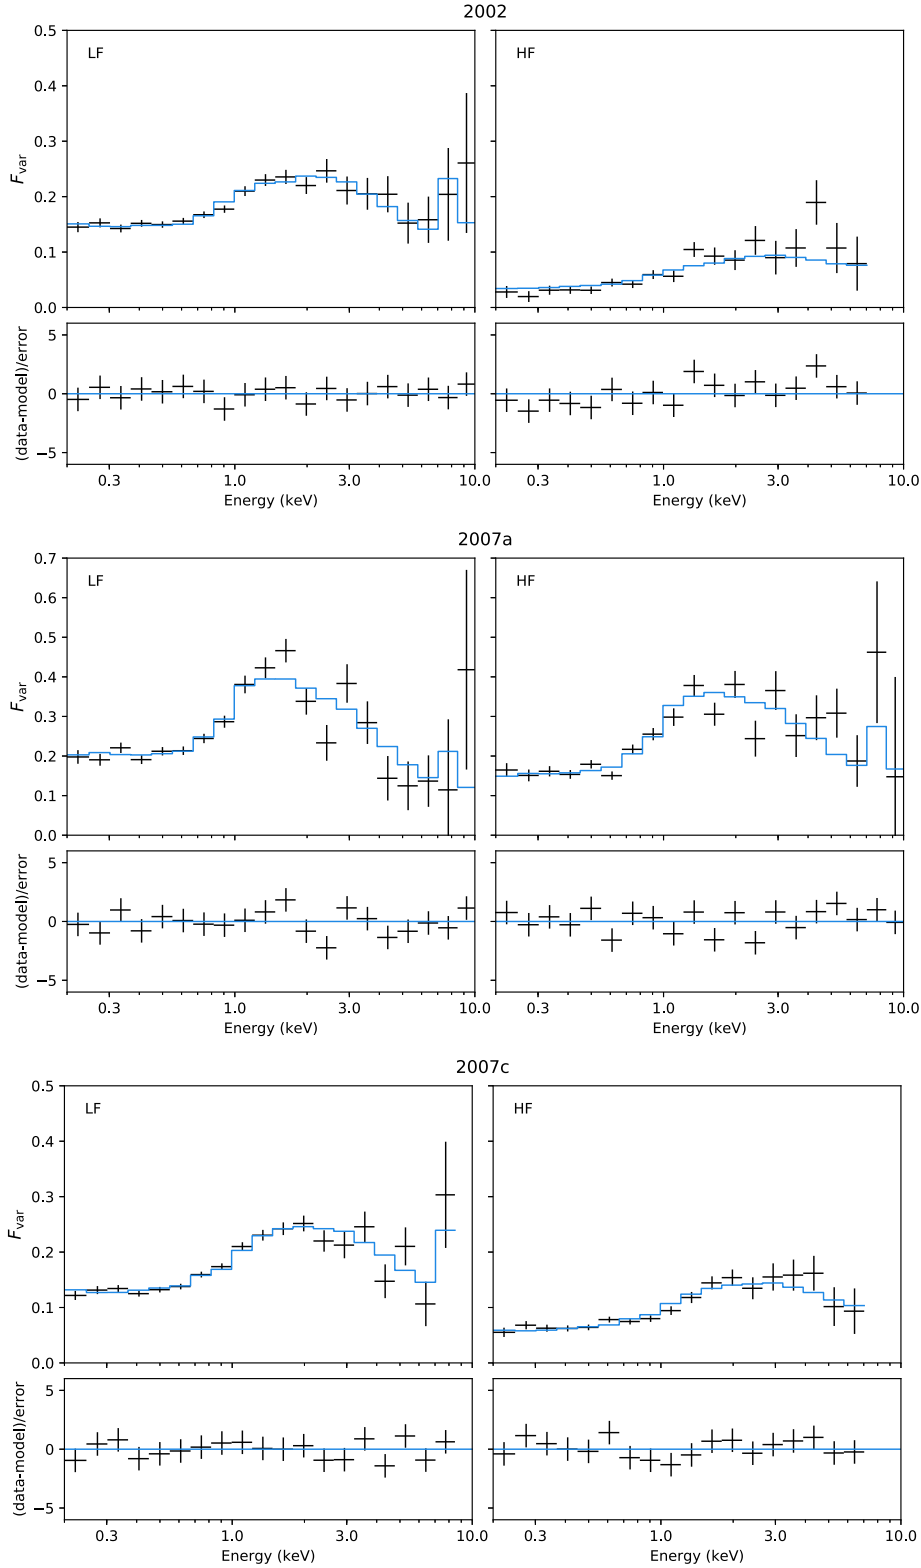 2002
LF
HF
0.5
0.4
0.3
0.2
0.1
0.0
F_var
5
0
−5
(data-model)/error
0.3 1.0 3.0 10.0 0.3 1.0 3.0 10.0
Energy (keV) Energy (keV)
2007a
LF
HF
0.7
0.6
0.5
0.4
0.3
0.2
0.1
0.0
F_var
5
0
−5
(data-model)/error
0.3 1.0 3.0 10.0 0.3 1.0 3.0 10.0
Energy (keV) Energy (keV)
2007c
LF
HF
0.5
0.4
0.3
0.2
0.1
0.0
F_var
5
0
−5
(data-model)/error
0.3 1.0 3.0 10.0 0.3 1.0 3.0 10.0
Energy (keV) Energy (keV)